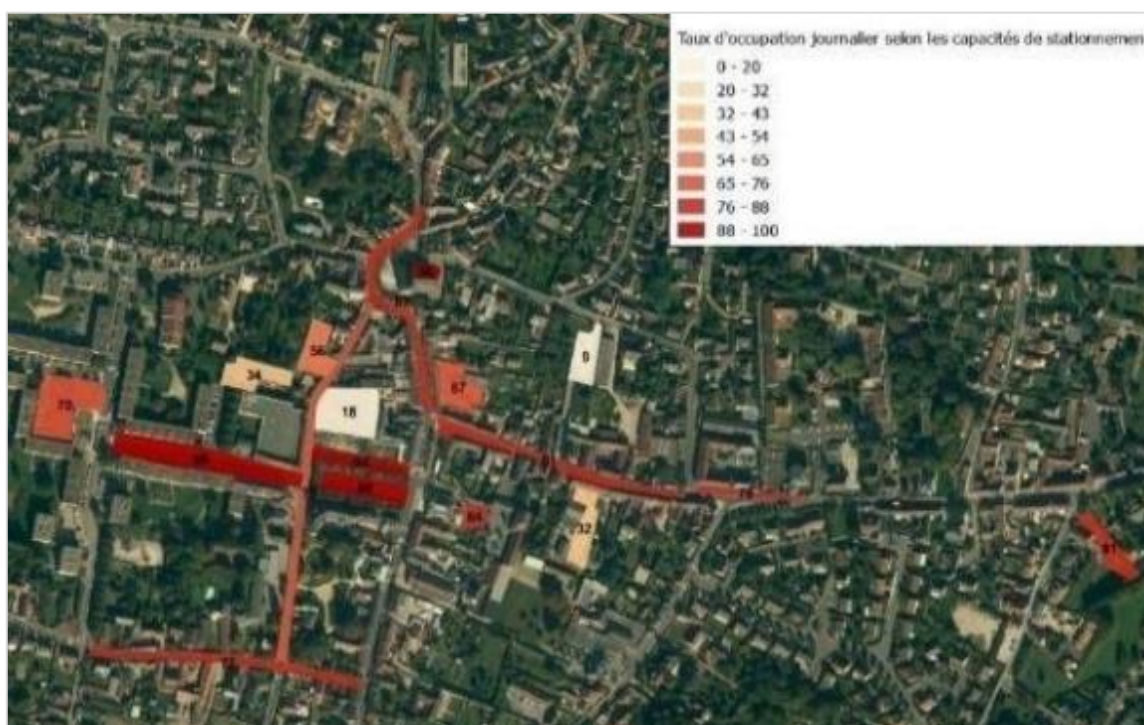 Taux d'occupation journalier selon les capacités de stationnemen
0 - 20
20 - 32
32 - 43
43 - 54
54 - 65
65 - 76
76 - 88
88 - 100
56
34
9
67
18
32